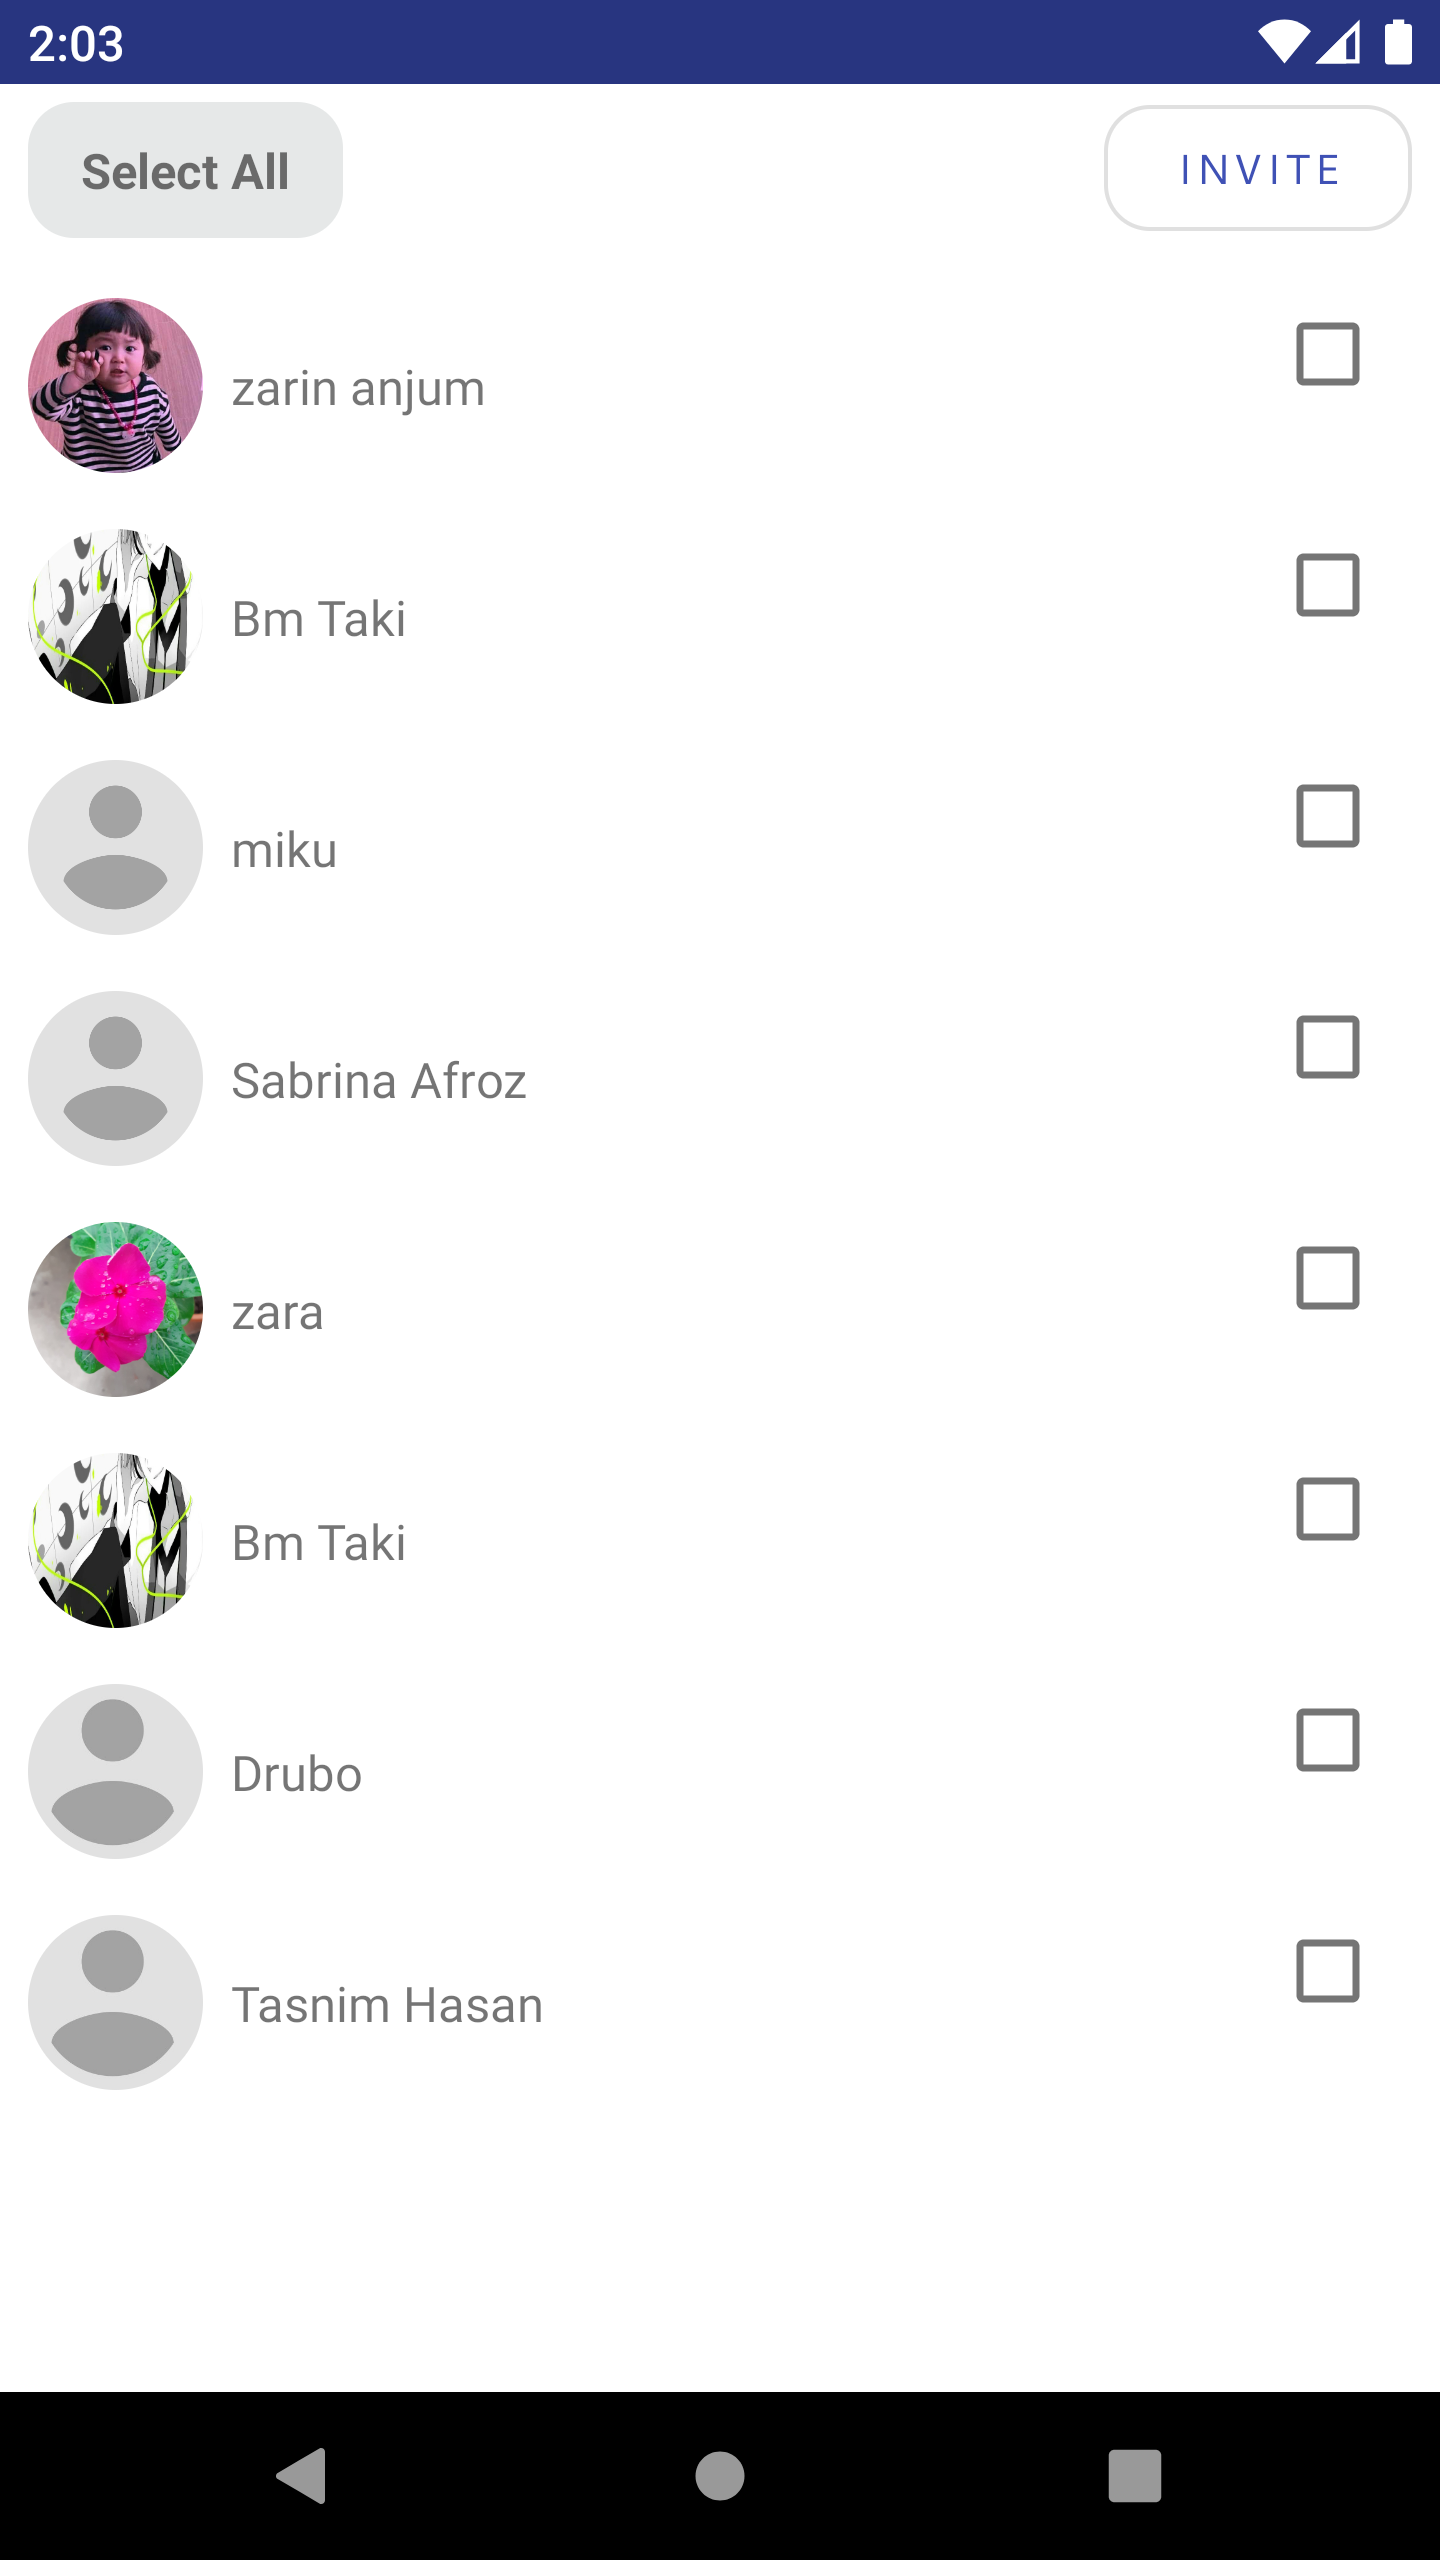 2:03
Select All
INVITE
zarin anjum
Bm Taki
miku
Sabrina Afroz
zara
Bm Taki
Drubo
Tasnim Hasan